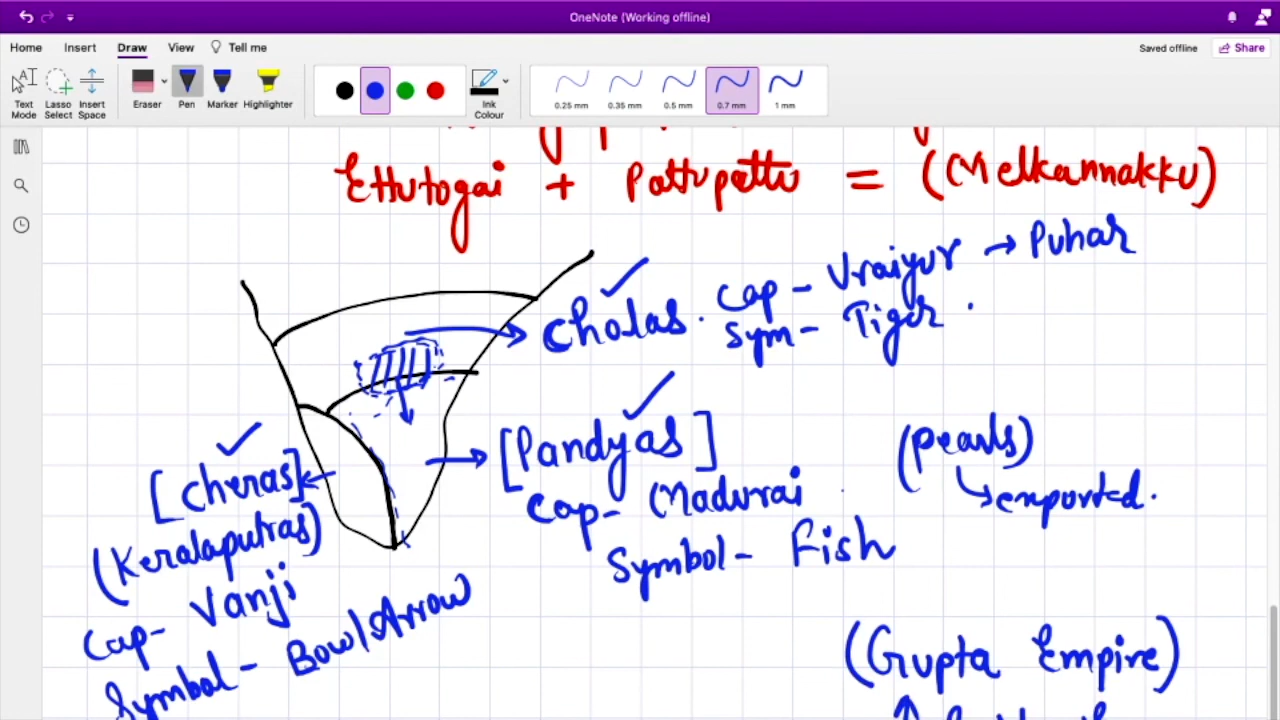 OneNote (Working offline)
Home Insert Draw View Tell me
Saved offline Share
Text Mode
Lasso Select
Insert Space
Eraser
Pen
Marker
Highlighter
Ink Colour
0.25 mm 0.35 mm 0.5 mm 0.7 mm 1 mm
Ettutogai + Pattupattu = (Melkannakku)
Cholas. Cap - Uraiyur → Puhar
Sym - Tiger.
[Pandyas]
Cap - Madurai
Symbol - Fish
(Pearls)
exported.
[Cheras]
(Keralaputras)
Cap - Vanji
Symbol - Bow/Arrow
(Gupta Empire)